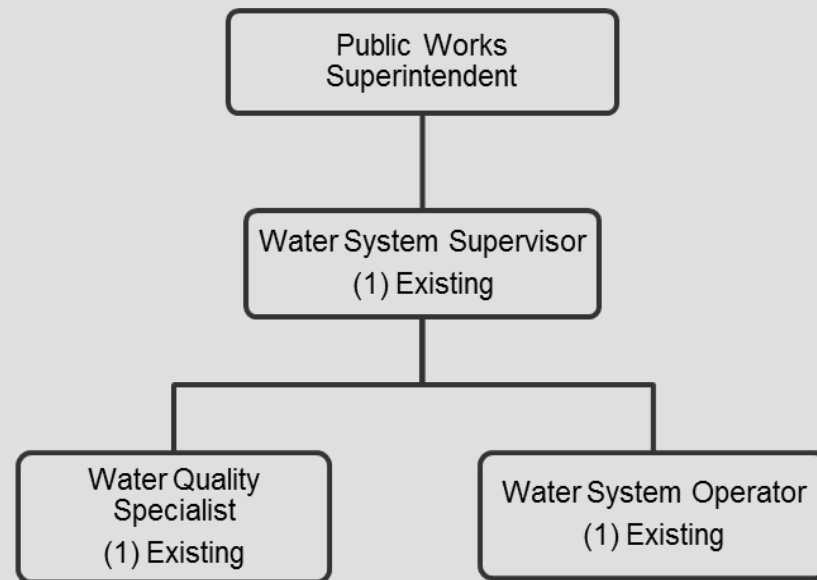 Public Works
Superintendent
Water System Supervisor
(1) Existing
Water Quality
Specialist
(1) Existing
Water System Operator
(1) Existing